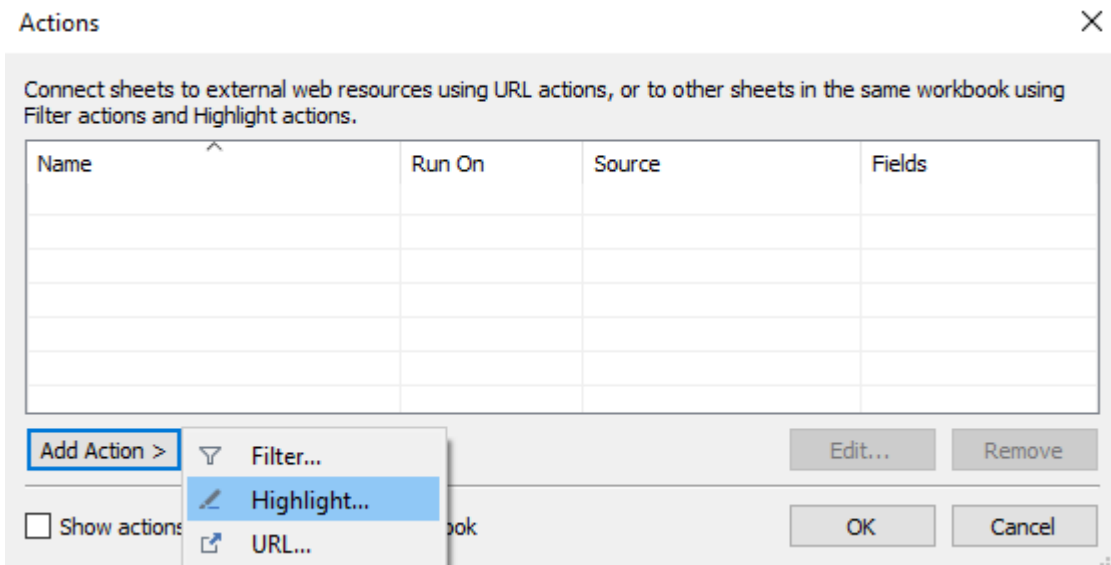 Actions
Connect sheets to external web resources using URL actions, or to other sheets in the same workbook using
Filter actions and Highlight actions.
Name Run On Source Fields
Add Action > Filter... Edit... Remove
Highlight...
Show actions OK Cancel
URL...